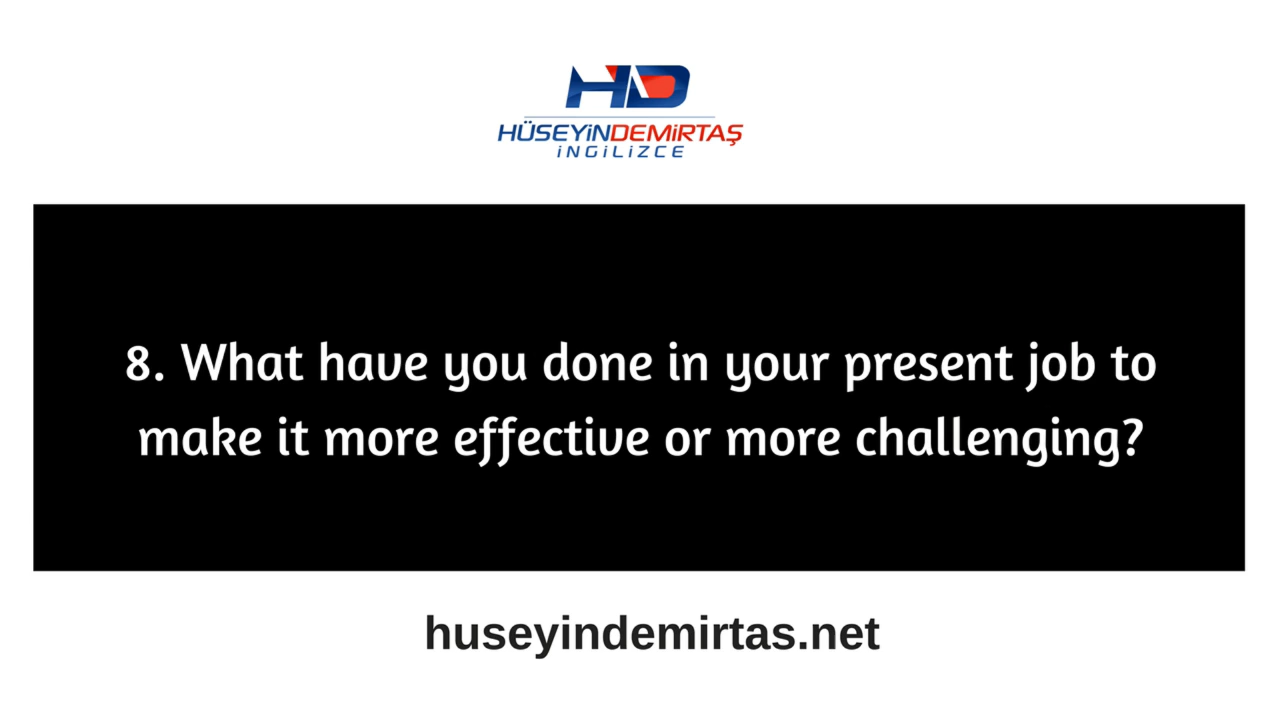 HD
HÜSEYİNDEMİRTAŞ
İNGİLİZCE
8. What have you done in your present job to
make it more effective or more challenging?
huseyindemirtas.net